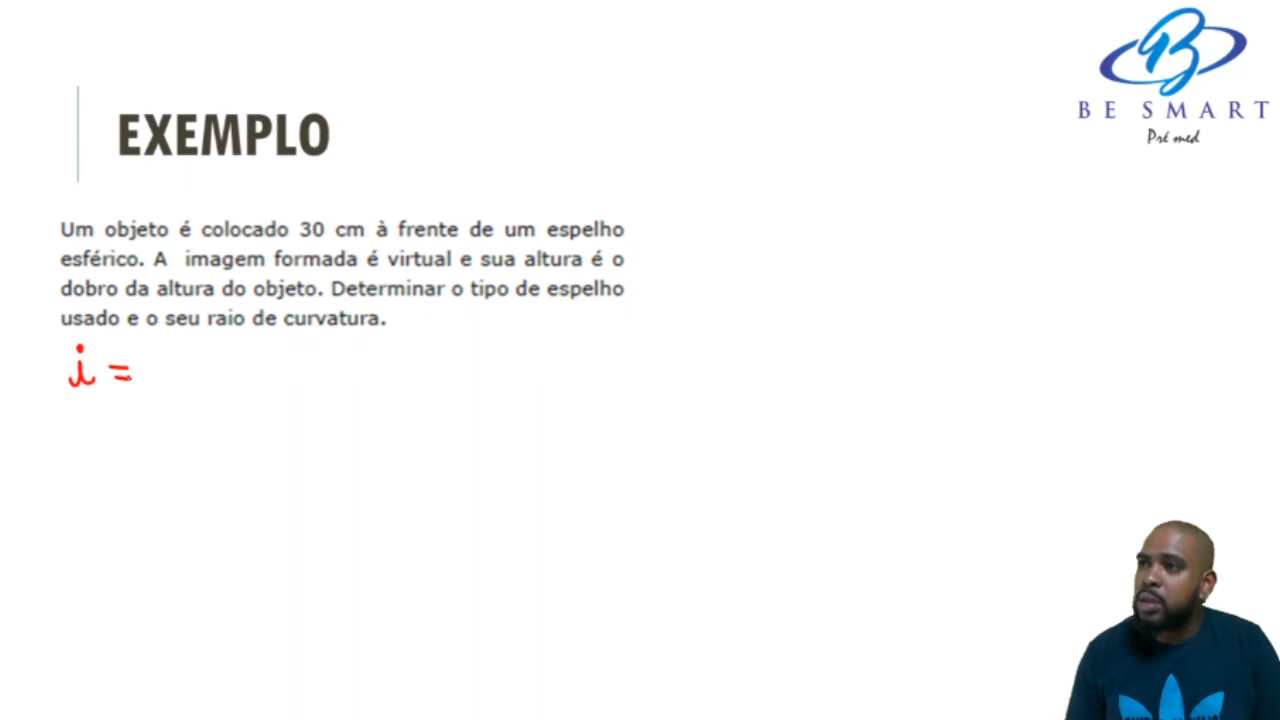 BE SMART
Pré med
EXEMPLO
Um objeto é colocado 30 cm à frente de um espelho
esférico. A imagem formada é virtual e sua altura é o
dobro da altura do objeto. Determinar o tipo de espelho
usado e o seu raio de curvatura.
i =